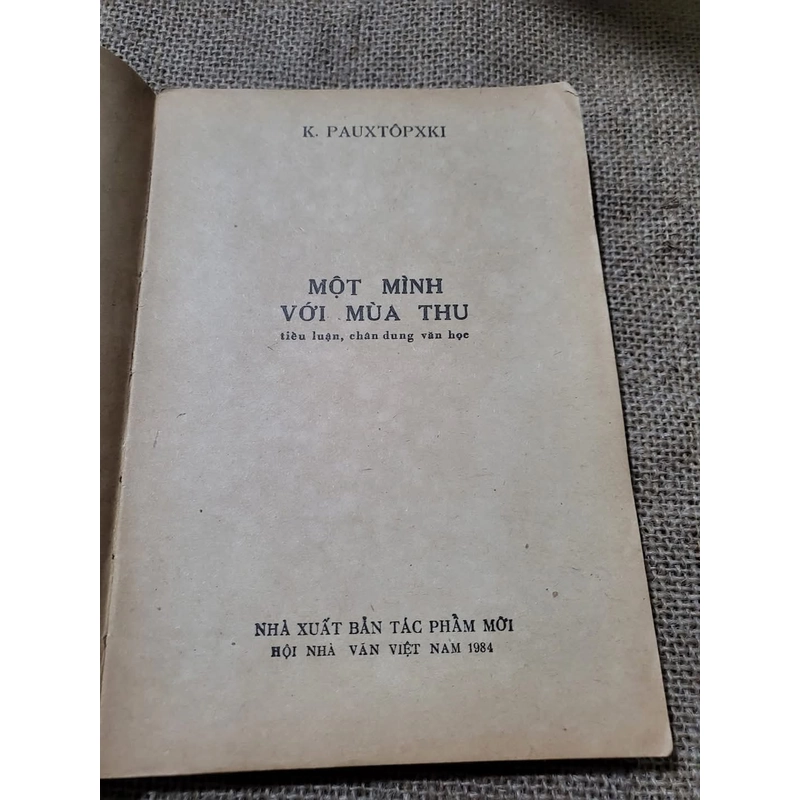 K. PAUXTÔPXKI
MỘT MÌNH
VỚI MÙA THU
tiểu luận, chân dung văn học
NHÀ XUẤT BẢN TÁC PHẨM MỚI
HỘI NHÀ VĂN VIỆT NAM 1984